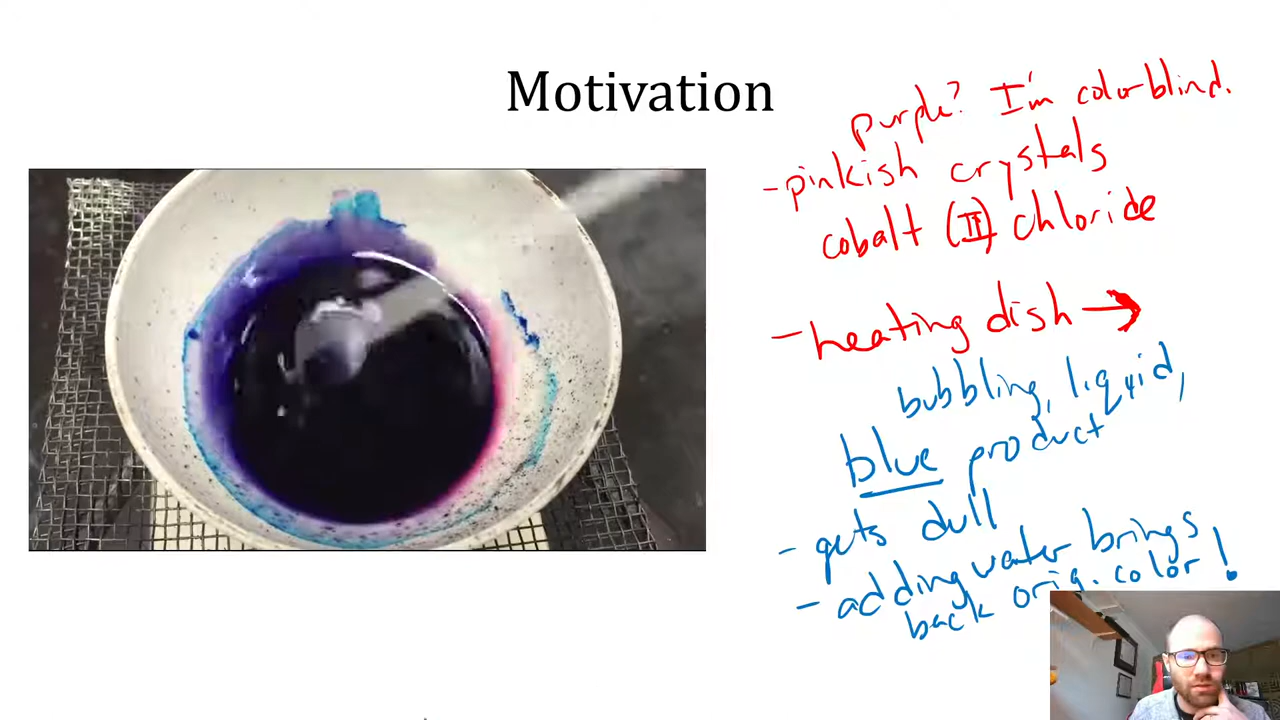 Motivation
purple? I'm colorblind.
- pinkish crystals
cobalt (II) chloride
- heating dish →
bubbling, liquid,
blue product
- gets dull
- adding water brings
back orig. color!